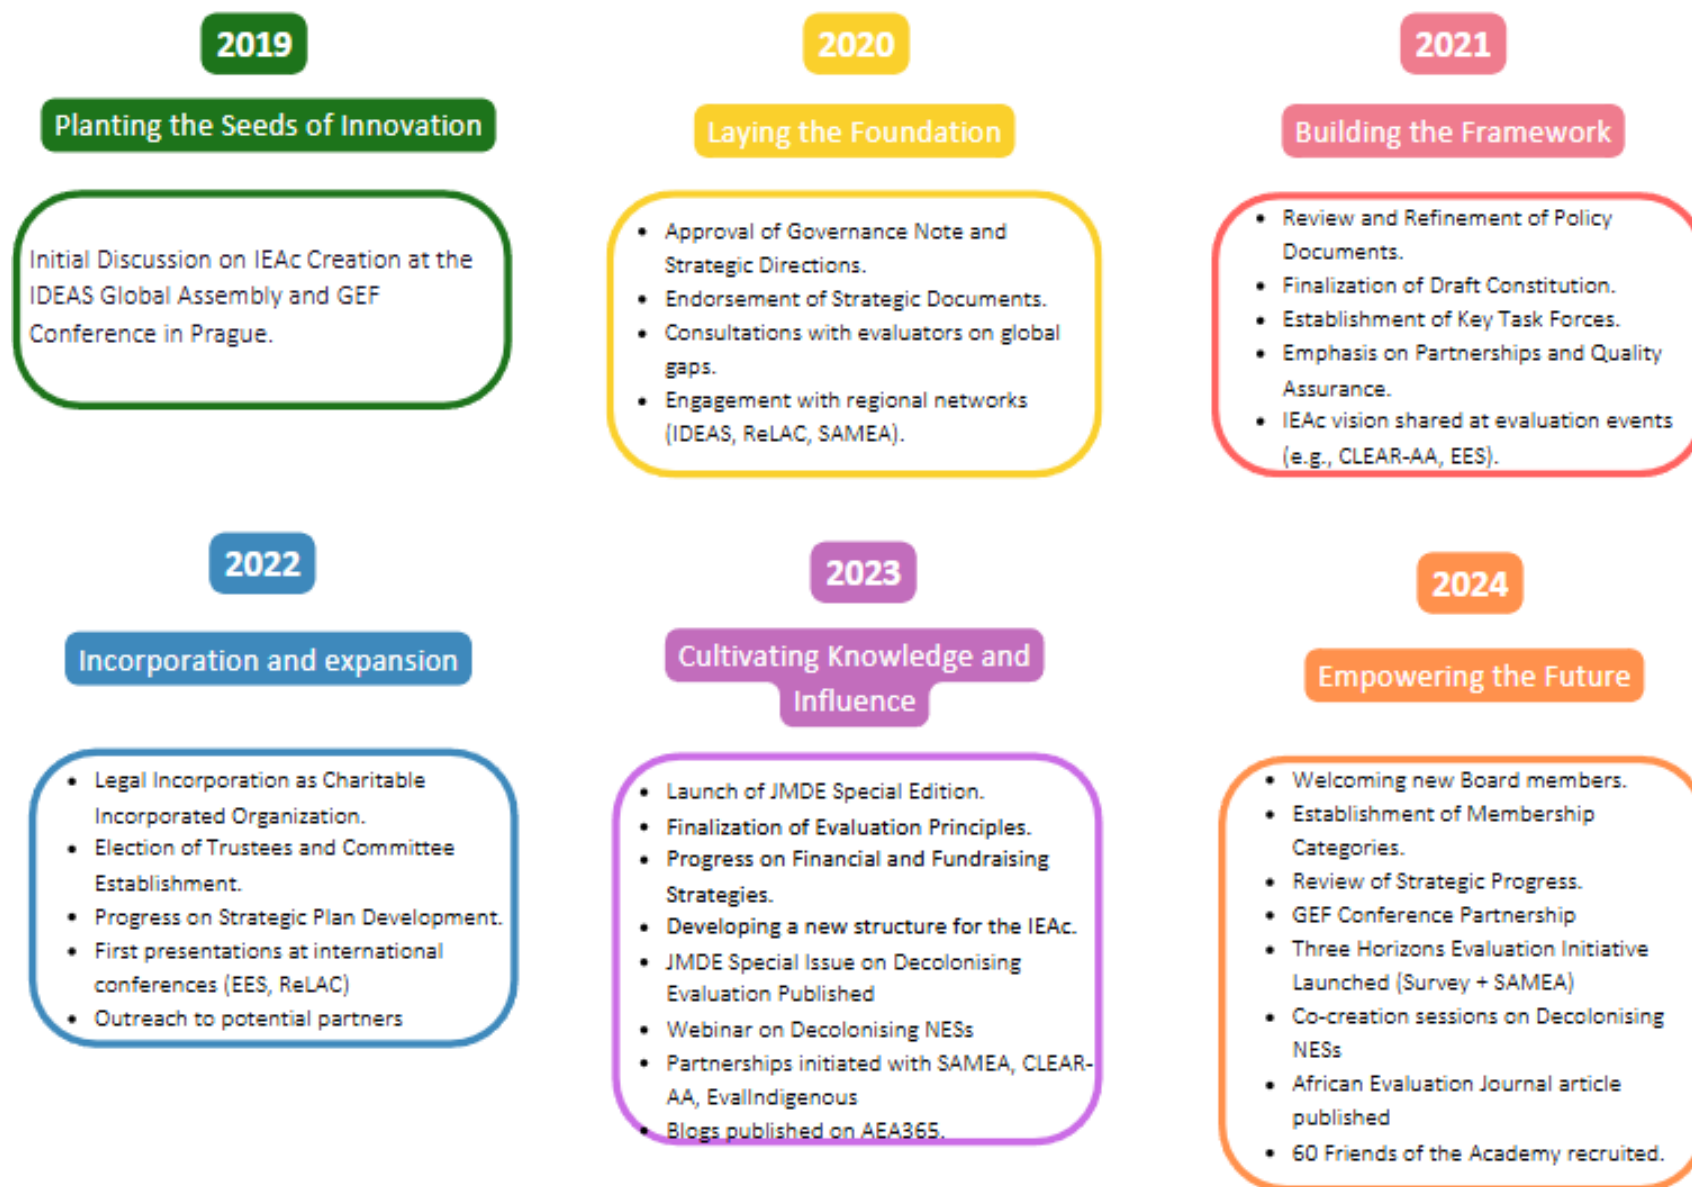 2019
Planting the Seeds of Innovation
Initial Discussion on IEAc Creation at the
IDEAS Global Assembly and GEF
Conference in Prague.
2020
Laying the Foundation
• Approval of Governance Note and
Strategic Directions.
• Endorsement of Strategic Documents.
• Consultations with evaluators on global
gaps.
• Engagement with regional networks
(IDEAS, ReLAC, SAMEA).
2021
Building the Framework
• Review and Refinement of Policy
Documents.
• Finalization of Draft Constitution.
• Establishment of Key Task Forces.
• Emphasis on Partnerships and Quality
Assurance.
• IEAc vision shared at evaluation events
(e.g., CLEAR-AA, EES).
2022
Incorporation and expansion
• Legal Incorporation as Charitable
Incorporated Organization.
• Election of Trustees and Committee
Establishment.
• Progress on Strategic Plan Development.
• First presentations at international
conferences (EES, ReLAC)
• Outreach to potential partners
2023
Cultivating Knowledge and
Influence
• Launch of JMDE Special Edition.
• Finalization of Evaluation Principles.
• Progress on Financial and Fundraising
Strategies.
• Developing a new structure for the IEAc.
• JMDE Special Issue on Decolonising
Evaluation Published
• Webinar on Decolonising NESs
• Partnerships initiated with SAMEA, CLEAR-
AA, EvalIndigenous
• Blogs published on AEA365.
2024
Empowering the Future
• Welcoming new Board members.
• Establishment of Membership
Categories.
• Review of Strategic Progress.
• GEF Conference Partnership
• Three Horizons Evaluation Initiative
Launched (Survey + SAMEA)
• Co-creation sessions on Decolonising
NESs
• African Evaluation Journal article
published
• 60 Friends of the Academy recruited.